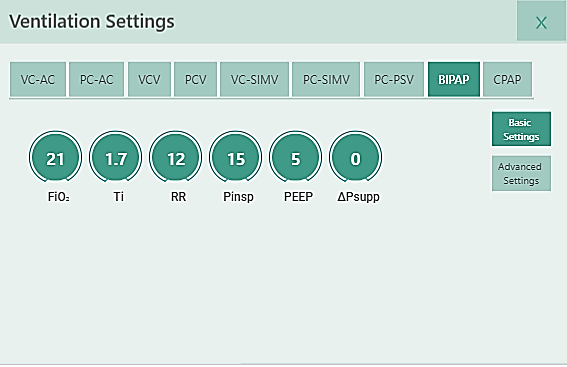 Ventilation Settings X
VC-AC PC-AC VCV PCV VC-SIMV PC-SIMV PC-PSV BIPAP CPAP
Basic
Settings
21 1.7 12 15 5 0
FiO₂ Ti RR Pinsp PEEP ΔPsupp
Advanced
Settings